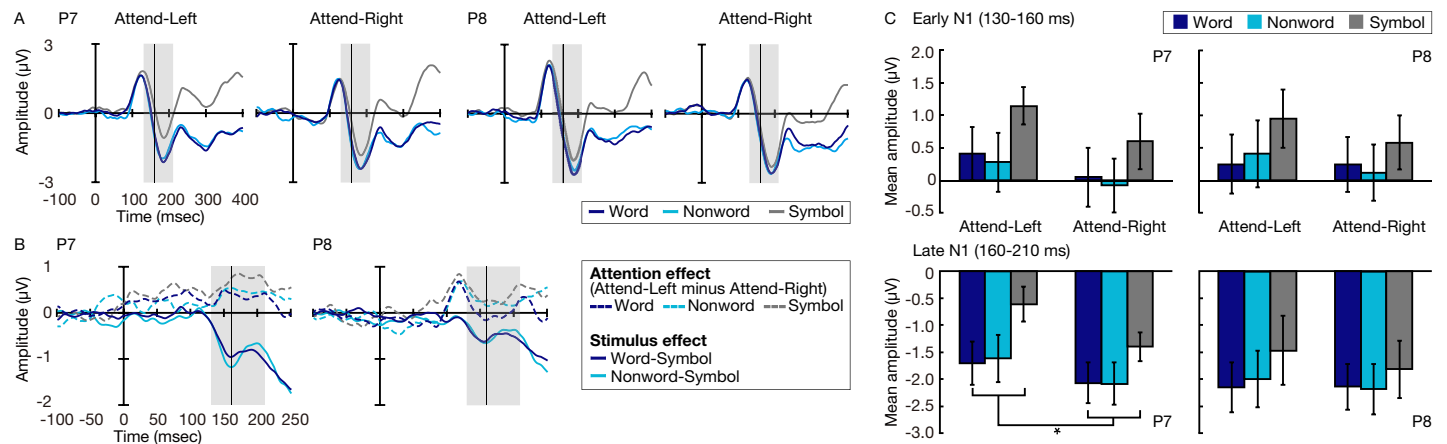 A P7 Attend-Left Attend-Right P8 Attend-Left Attend-Right
3
0
-3
Amplitude (µV)
-100 0 100 200 300 400
Time (msec)
Word Nonword Symbol
B P7 P8
1
0
-1
-2
Amplitude (µV)
-100 -50 0 50 100 150 200 250
Time (msec)
Attention effect
(Attend-Left minus Attend-Right)
Word Nonword Symbol
Stimulus effect
Word-Symbol
Nonword-Symbol
C Early N1 (130-160 ms)
Word Nonword Symbol
2.0
1.5
1.0
0.5
0
-0.5
Mean amplitude (µV)
P7
P8
Attend-Left Attend-Right Attend-Left Attend-Right
Late N1 (160-210 ms)
0
-0.5
-1.0
-1.5
-2.0
-2.5
-3.0
Mean amplitude (µV)
*
P7
P8